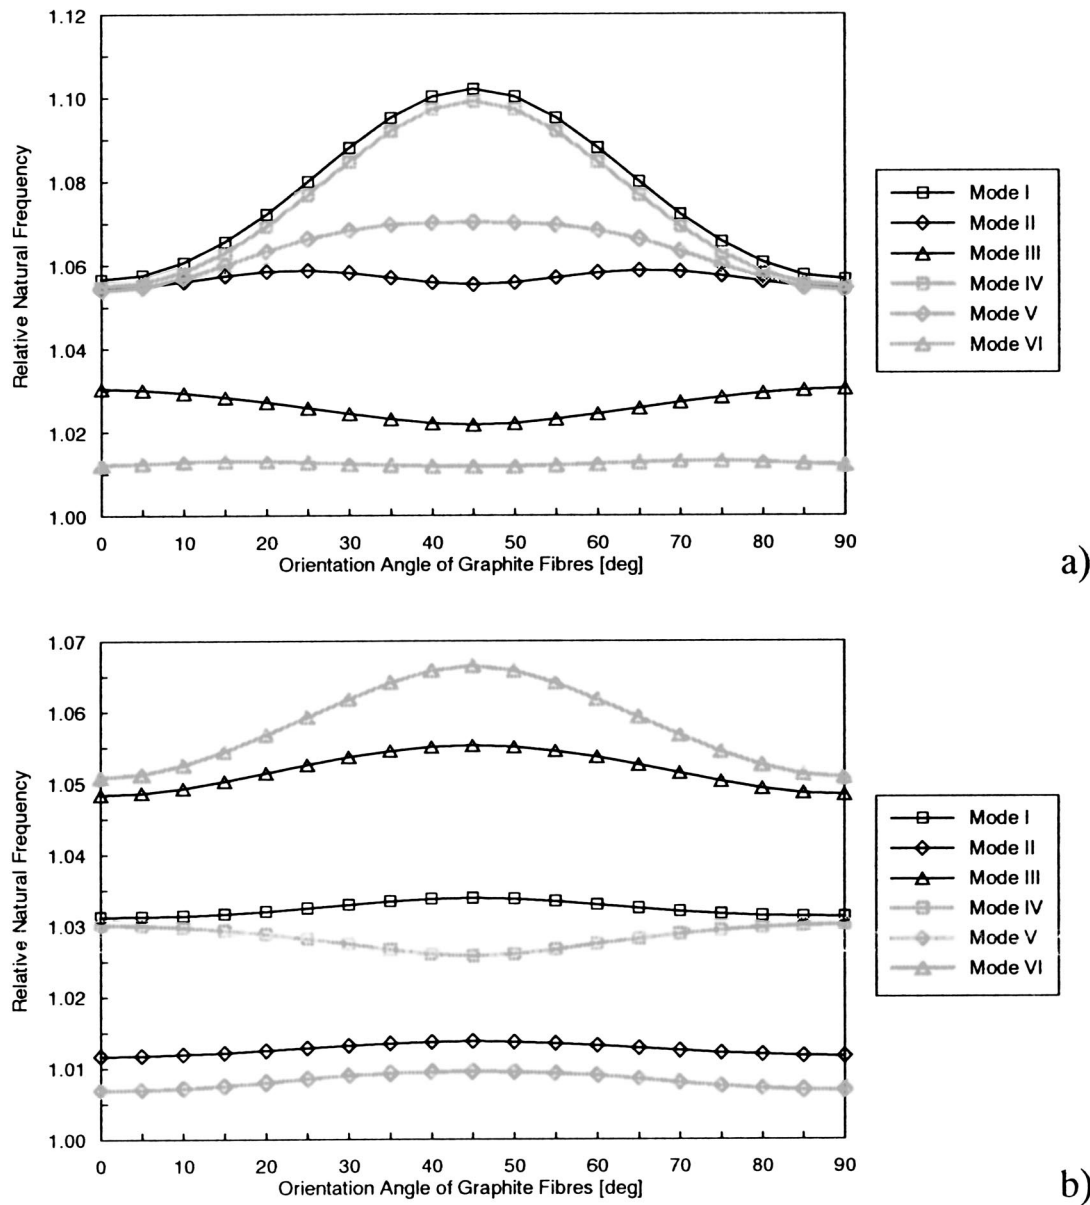 1.12
1.10
1.08
1.06
1.04
1.02
1.00
Relative Natural Frequency
0 10 20 30 40 50 60 70 80 90
Orientation Angle of Graphite Fibres [deg]
Mode I
Mode II
Mode III
Mode IV
Mode V
Mode VI
a)
1.07
1.06
1.05
1.04
1.03
1.02
1.01
1.00
Relative Natural Frequency
0 10 20 30 40 50 60 70 80 90
Orientation Angle of Graphite Fibres [deg]
Mode I
Mode II
Mode III
Mode IV
Mode V
Mode VI
b)